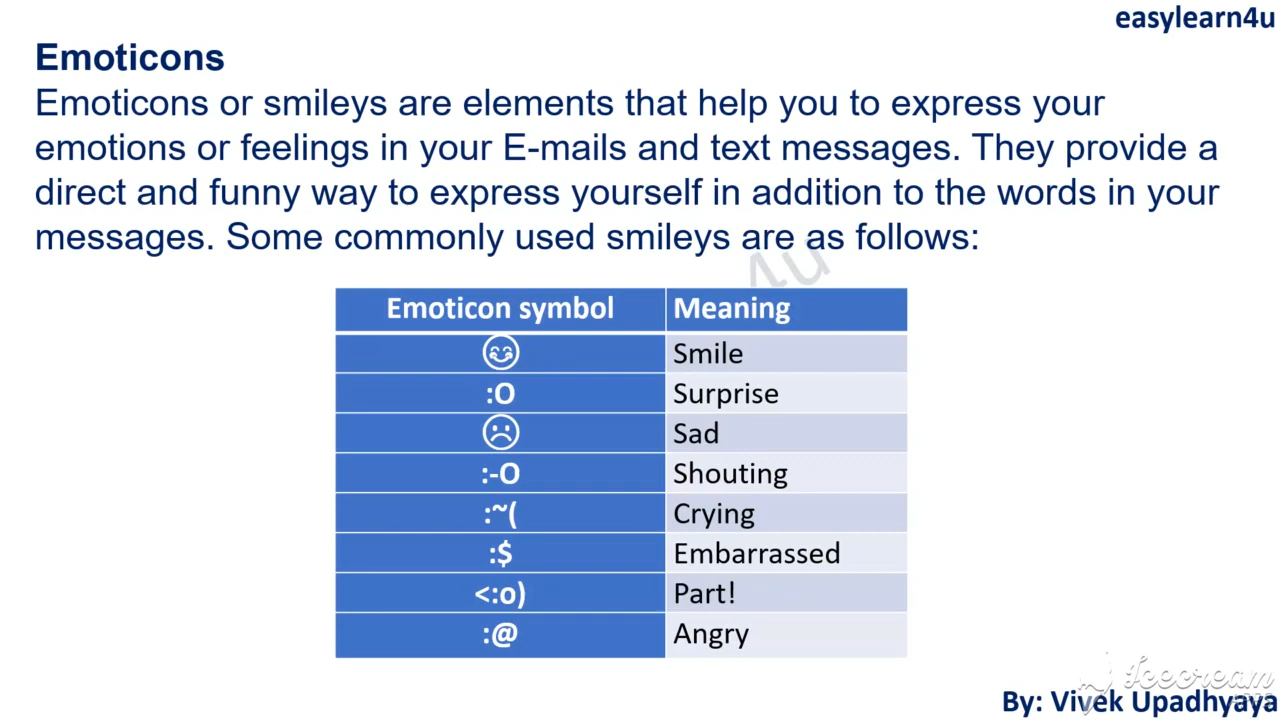 easylearn4u
Emoticons
Emoticons or smileys are elements that help you to express your
emotions or feelings in your E-mails and text messages. They provide a
direct and funny way to express yourself in addition to the words in your
messages. Some commonly used smileys are as follows:
4u
Emoticon symbol Meaning
😊 Smile
:O Surprise
☹ Sad
:-O Shouting
:~( Crying
:$ Embarrassed
<:o) Part!
:@ Angry
Icecream
APPS
By: Vivek Upadhyaya